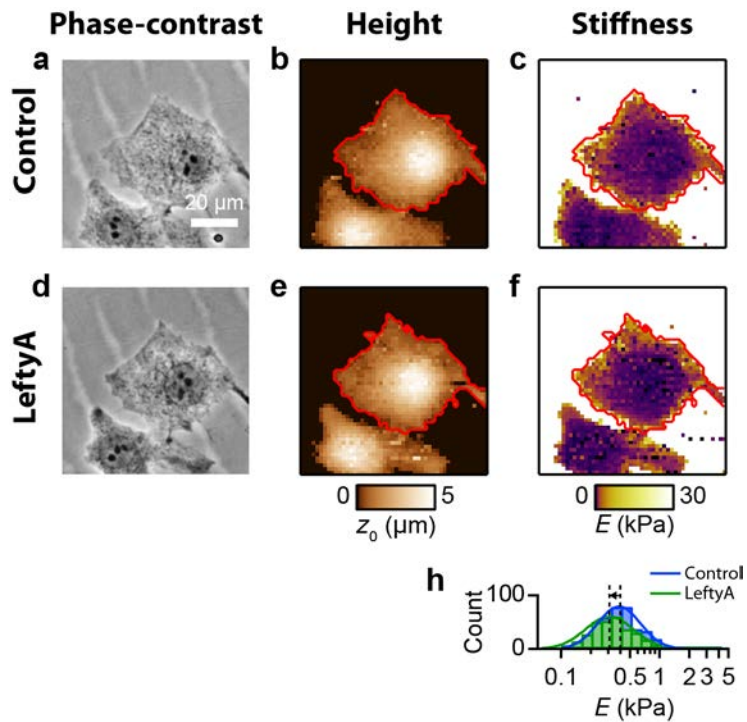 Phase-contrast Height Stiffness
a b c
Control
20 µm
d e f
LeftyA
0 5 0 30
z0 (µm) E (kPa)
h
Control
LeftyA
100
Count
0
0.1 0.5 1 2 3 5
E (kPa)